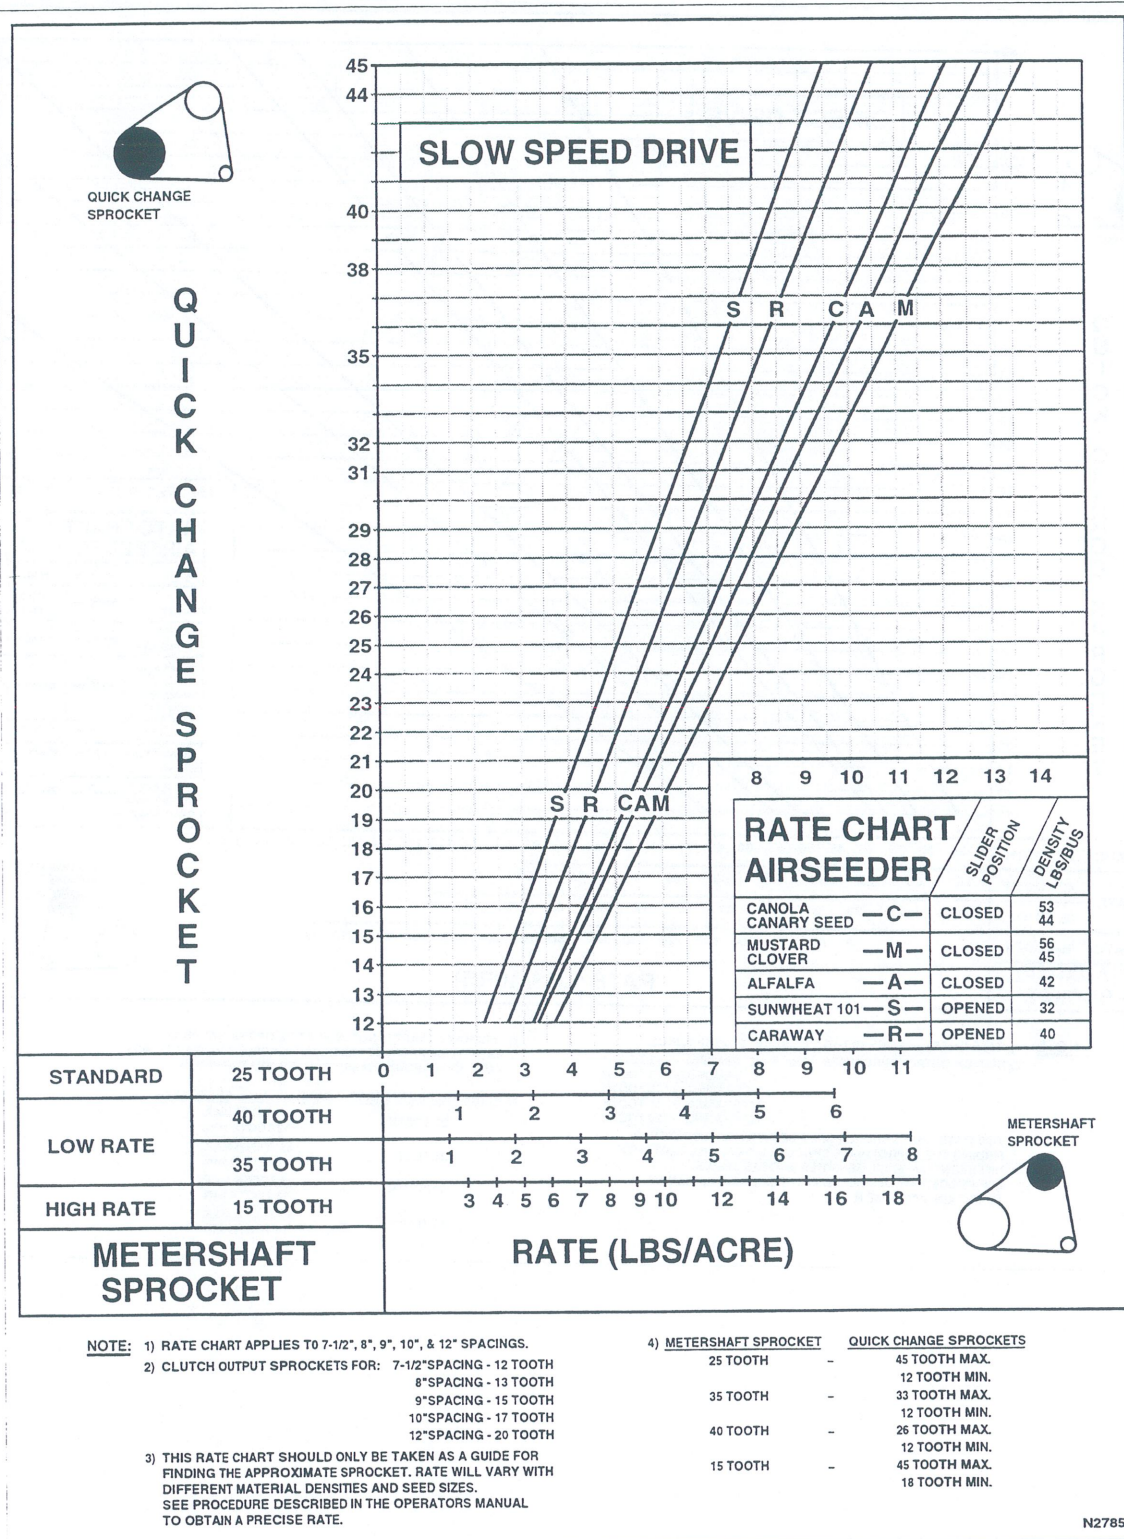 45
44
SLOW SPEED DRIVE
QUICK CHANGE
SPROCKET
40
38
QUICK CHANGE SPROCKET
S R C A M
35
32
31
29
28
27
26
25
24
23
22
21
20
S R C A M
19
18
17
16
15
14
13
12
8 9 10 11 12 13 14
RATE CHART
AIRSEEDER
SLIDER
POSITION
DENSITY
LBS/BUS
CANOLA
CANARY SEED —C— CLOSED 53
44
MUSTARD
CLOVER —M— CLOSED 56
45
ALFALFA —A— CLOSED 42
SUNWHEAT 101 —S— OPENED 32
CARAWAY —R— OPENED 40
STANDARD 25 TOOTH 0 1 2 3 4 5 6 7 8 9 10 11
LOW RATE
40 TOOTH 1 2 3 4 5 6
35 TOOTH 1 2 3 4 5 6 7 8
HIGH RATE 15 TOOTH 3 4 5 6 7 8 9 10 12 14 16 18
METERSHAFT
SPROCKET
METERSHAFT
SPROCKET
RATE (LBS/ACRE)
NOTE: 1) RATE CHART APPLIES TO 7-1/2", 8", 9", 10", & 12" SPACINGS.
2) CLUTCH OUTPUT SPROCKETS FOR: 7-1/2"SPACING - 12 TOOTH
8"SPACING - 13 TOOTH
9"SPACING - 15 TOOTH
10"SPACING - 17 TOOTH
12"SPACING - 20 TOOTH
3) THIS RATE CHART SHOULD ONLY BE TAKEN AS A GUIDE FOR
FINDING THE APPROXIMATE SPROCKET. RATE WILL VARY WITH
DIFFERENT MATERIAL DENSITIES AND SEED SIZES.
SEE PROCEDURE DESCRIBED IN THE OPERATORS MANUAL
TO OBTAIN A PRECISE RATE.
4) METERSHAFT SPROCKET QUICK CHANGE SPROCKETS
25 TOOTH – 45 TOOTH MAX.
12 TOOTH MIN.
35 TOOTH – 33 TOOTH MAX.
12 TOOTH MIN.
40 TOOTH – 26 TOOTH MAX.
12 TOOTH MIN.
15 TOOTH – 45 TOOTH MAX.
18 TOOTH MIN.
N2785